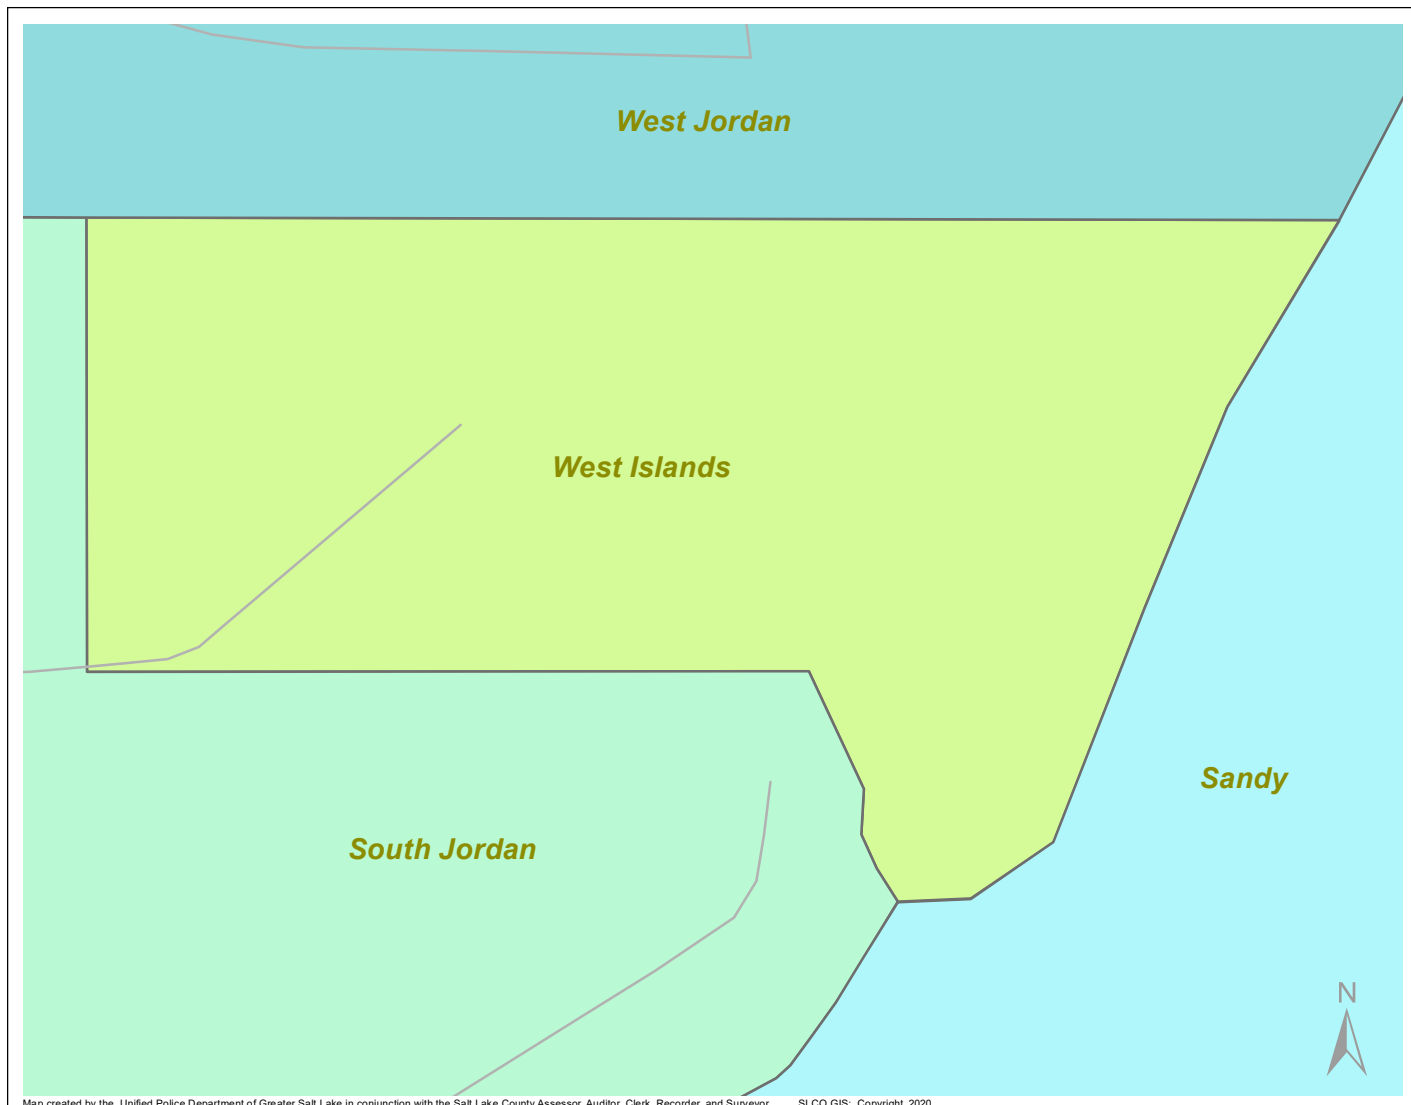 West Jordan
West Islands
Sandy
South Jordan
N
Map created by the Unified Police Department of Greater Salt Lake in conjunction with the Salt Lake County Assessor, Auditor, Clerk, Recorder, and Surveyor. SLCO GIS: Copyright, 2020